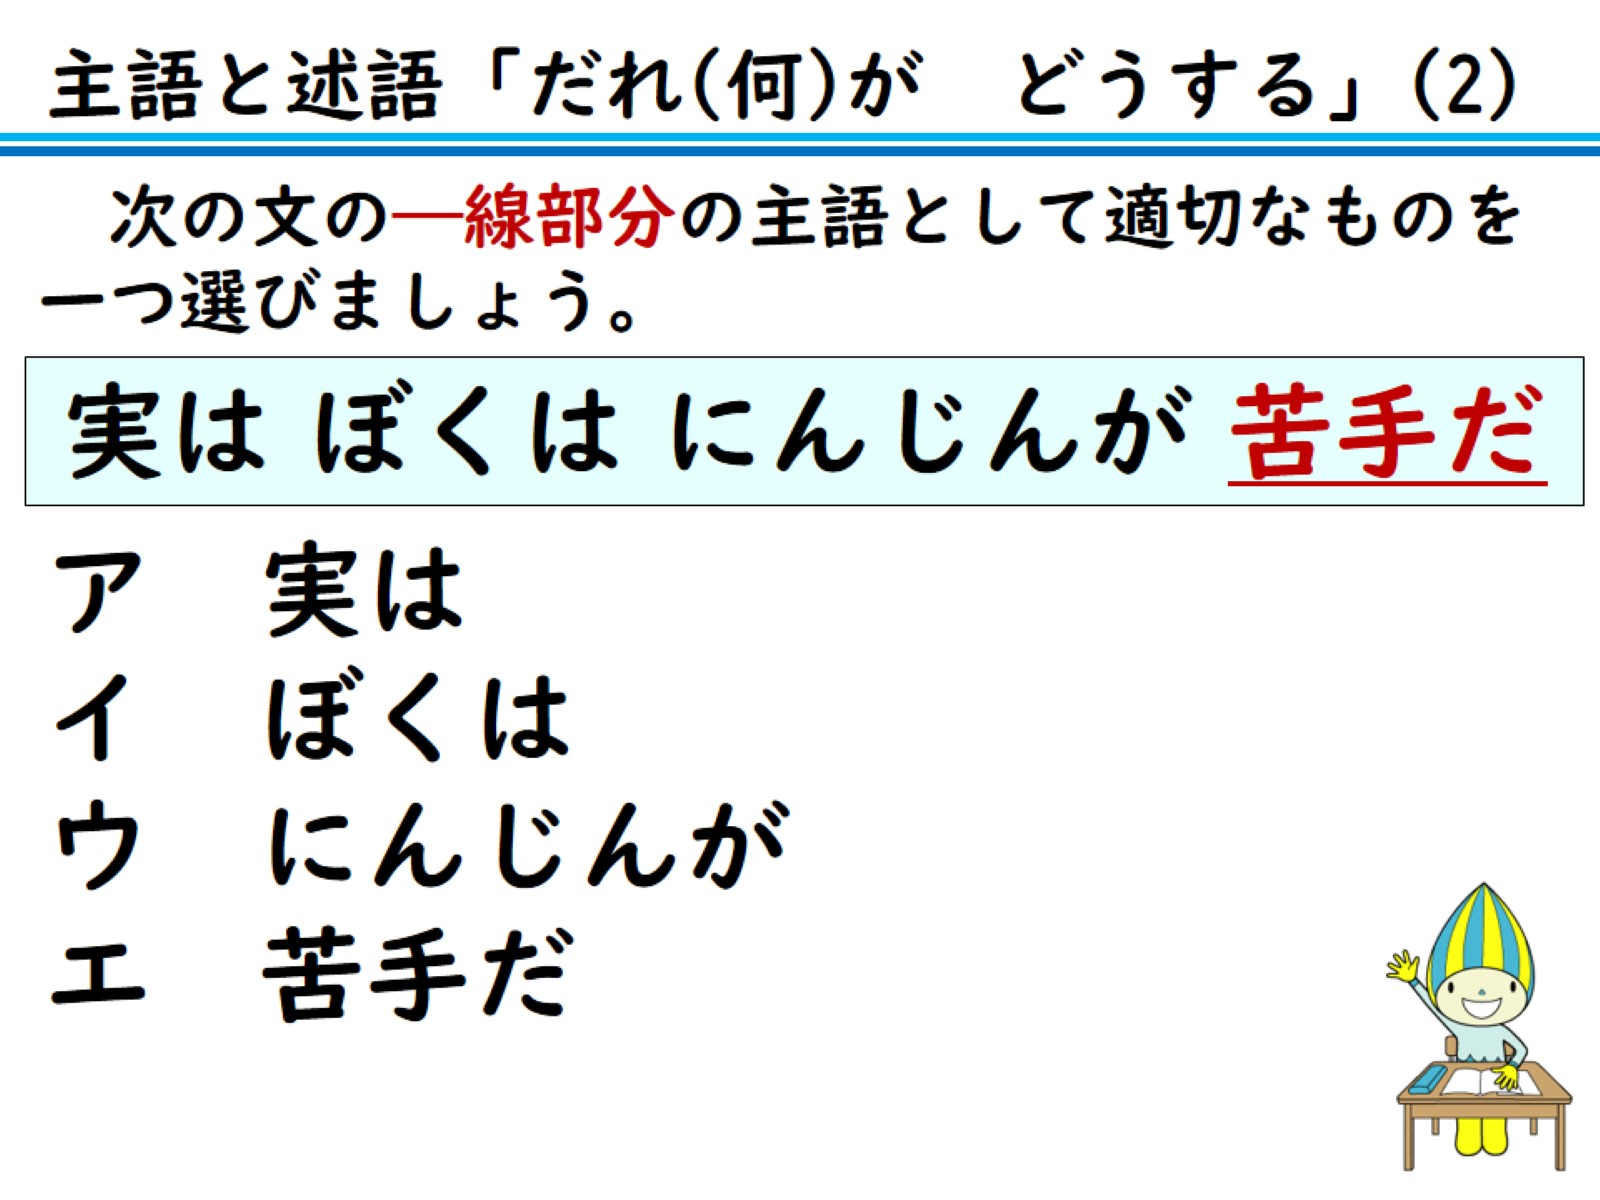 主語と述語「だれ(何)が　どうする」(2)
次の文の―線部分の主語として適切なものを
一つ選びましょう。
実は ぼくは にんじんが 苦手だ
ア　実は
イ　ぼくは
ウ　にんじんが
エ　苦手だ